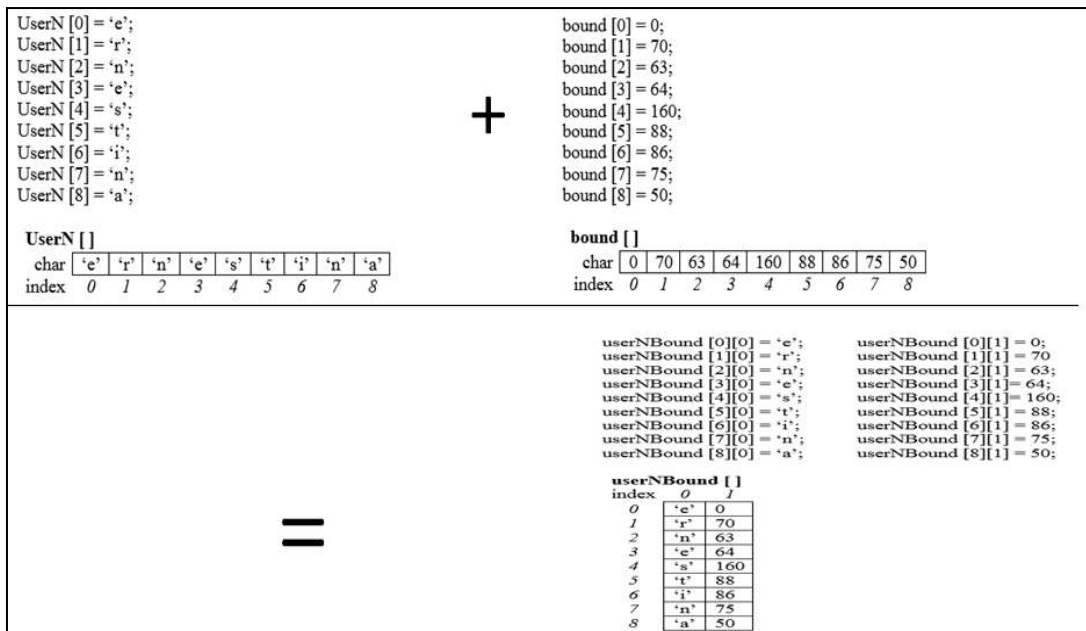 UserN [0] = ‘e’;
UserN [1] = ‘r’;
UserN [2] = ‘n’;
UserN [3] = ‘e’;
UserN [4] = ‘s’;
UserN [5] = ‘t’;
UserN [6] = ‘i’;
UserN [7] = ‘n’;
UserN [8] = ‘a’;
UserN [ ]
char ‘e’ ‘r’ ‘n’ ‘e’ ‘s’ ‘t’ ‘i’ ‘n’ ‘a’
index 0 1 2 3 4 5 6 7 8
+
bound [0] = 0;
bound [1] = 70;
bound [2] = 63;
bound [3] = 64;
bound [4] = 160;
bound [5] = 88;
bound [6] = 86;
bound [7] = 75;
bound [8] = 50;
bound [ ]
char 0 70 63 64 160 88 86 75 50
index 0 1 2 3 4 5 6 7 8
=
userNBound [0][0] = ‘e’;
userNBound [1][0] = ‘r’;
userNBound [2][0] = ‘n’;
userNBound [3][0] = ‘e’;
userNBound [4][0] = ‘s’;
userNBound [5][0] = ‘t’;
userNBound [6][0] = ‘i’;
userNBound [7][0] = ‘n’;
userNBound [8][0] = ‘a’;
userNBound [0][1] = 0;
userNBound [1][1] = 70
userNBound [2][1] = 63;
userNBound [3][1]= 64;
userNBound [4][1]= 160;
userNBound [5][1] = 88;
userNBound [6][1] = 86;
userNBound [7][1] = 75;
userNBound [8][1] = 50;
userNBound [ ]
index 0 1
0 ‘e’ 0
1 ‘r’ 70
2 ‘n’ 63
3 ‘e’ 64
4 ‘s’ 160
5 ‘t’ 88
6 ‘i’ 86
7 ‘n’ 75
8 ‘a’ 50